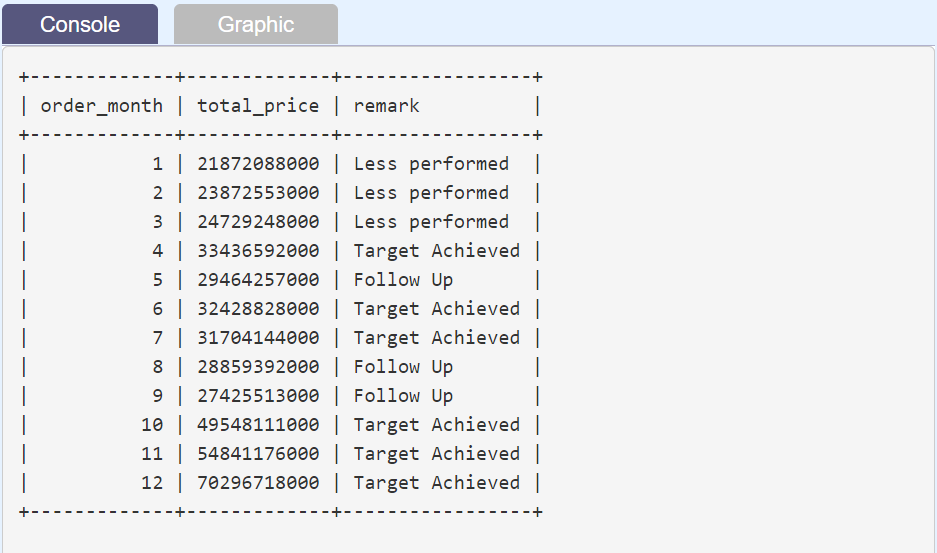 Console Graphic
+-------------+-------------+-----------------+
| order_month | total_price | remark          |
+-------------+-------------+-----------------+
|           1 | 21872088000 | Less performed  |
|           2 | 23872553000 | Less performed  |
|           3 | 24729248000 | Less performed  |
|           4 | 33436592000 | Target Achieved |
|           5 | 29464257000 | Follow Up       |
|           6 | 32428828000 | Target Achieved |
|           7 | 31704144000 | Target Achieved |
|           8 | 28859392000 | Follow Up       |
|           9 | 27425513000 | Follow Up       |
|          10 | 49548111000 | Target Achieved |
|          11 | 54841176000 | Target Achieved |
|          12 | 70296718000 | Target Achieved |
+-------------+-------------+-----------------+